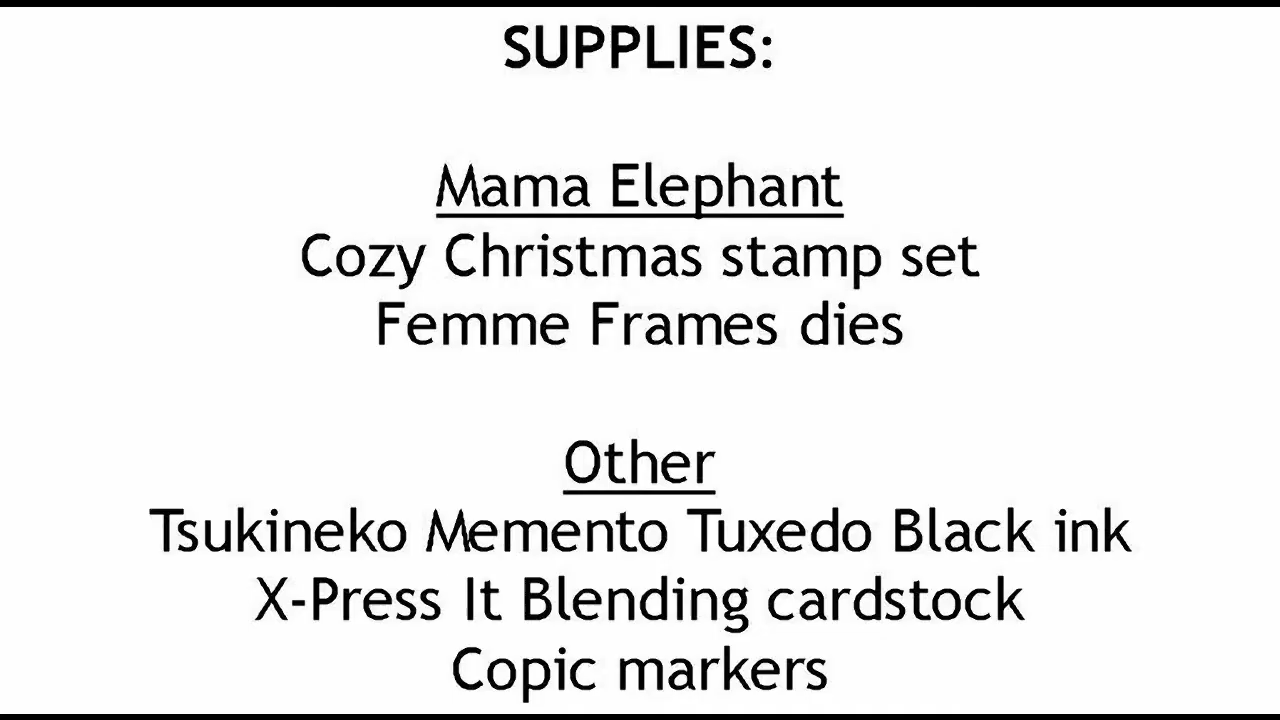 SUPPLIES:
Mama Elephant
Cozy Christmas stamp set
Femme Frames dies
Other
Tsukineko Memento Tuxedo Black ink
X-Press It Blending cardstock
Copic markers